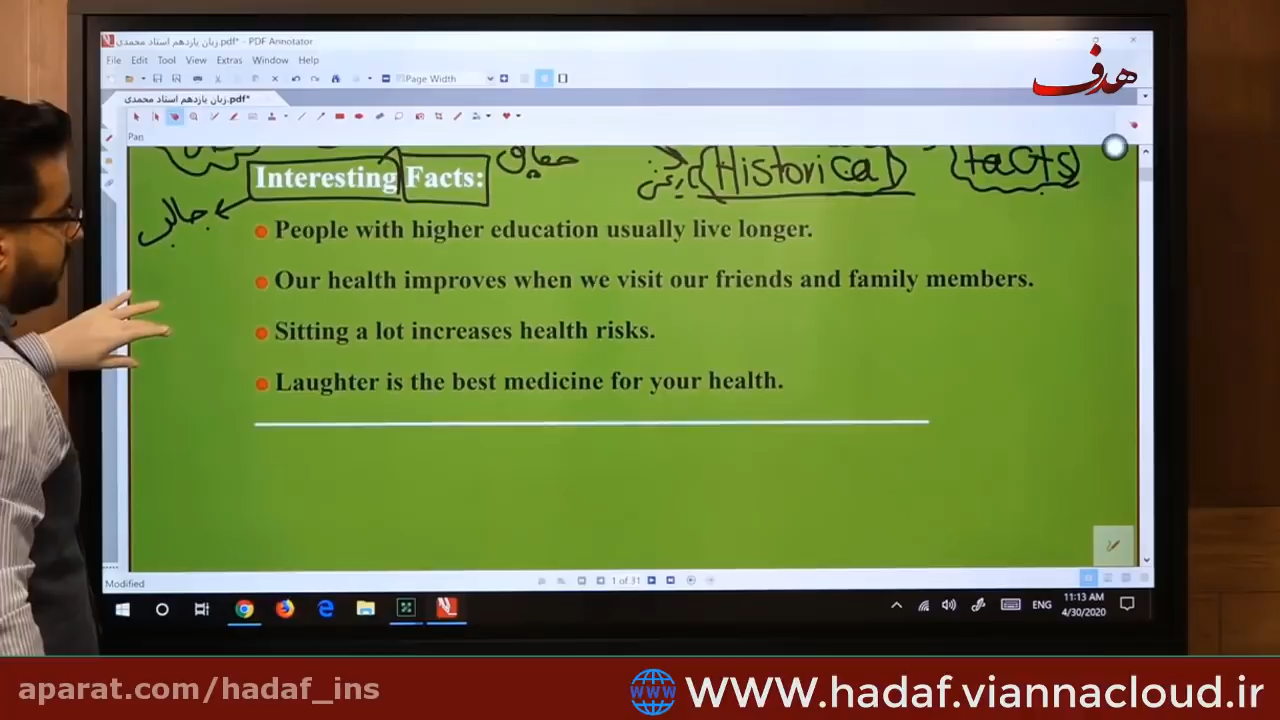 زبان یازدهم استاد محمدی.pdf* - PDF Annotator
File Edit Tool View Extras Window Help
هدف
Page Width
زبان یازدهم استاد محمدی.pdf*
Pan
Historical facts
Interesting Facts:
جالب
People with higher education usually live longer.
Our health improves when we visit our friends and family members.
Sitting a lot increases health risks.
Laughter is the best medicine for your health.
Modified
1 of 31
ENG
11:13 AM
4/30/2020
aparat.com/hadaf_ins
WWW
WWW.hadaf.viannacloud.ir